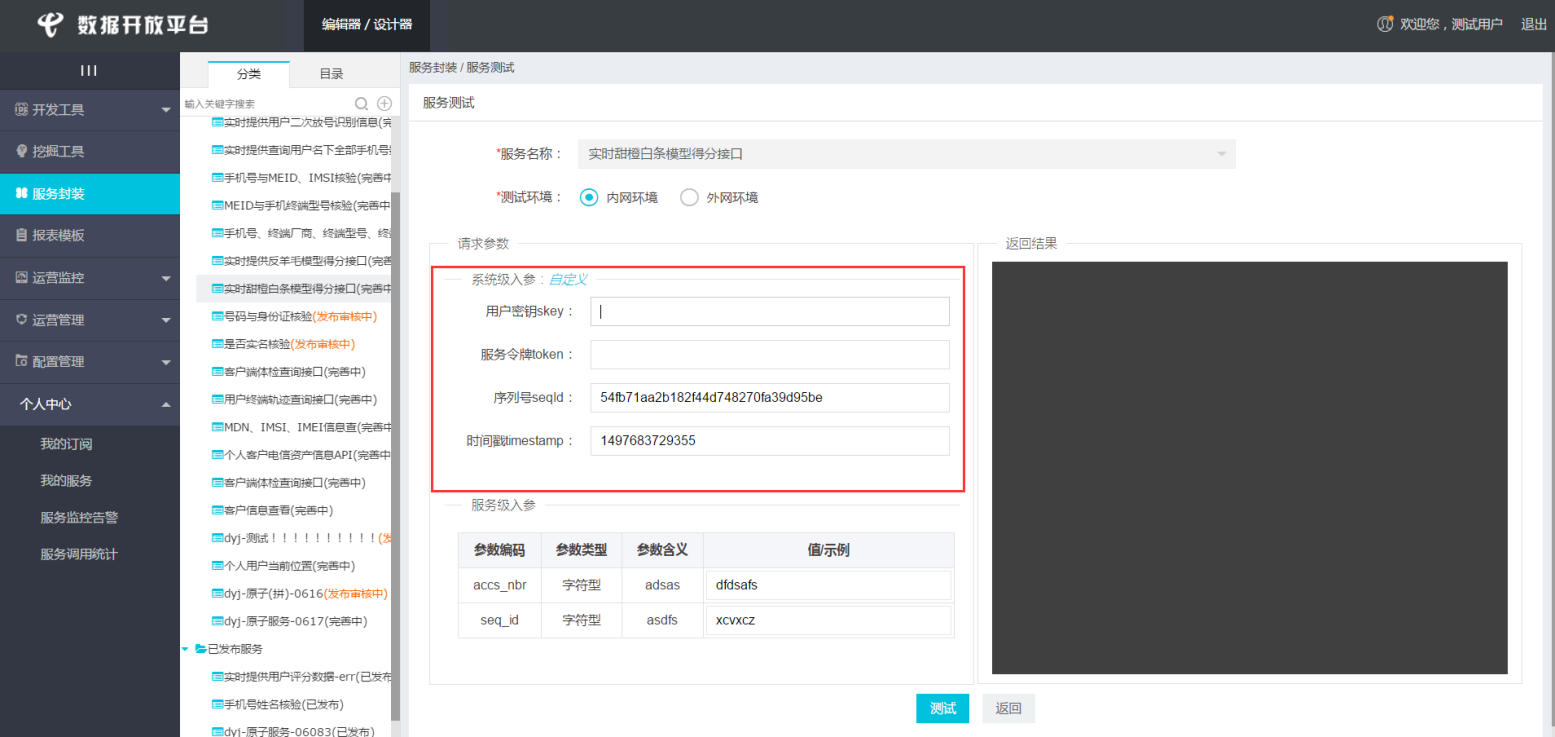 数据开放平台
编辑器 / 设计器
欢迎您，测试用户
退出
开发工具
挖掘工具
服务封装
报表模板
运营监控
运营管理
配置管理
个人中心
我的订阅
我的服务
服务监控告警
服务调用统计
分类
目录
输入关键字搜索
实时提供用户二次放号识别信息(完
实时提供查询用户名下全部手机号
手机号与MEID、IMSI核验(完善中
MEID与手机终端型号核验(完善中
手机号、终端厂商、终端型号、终
实时提供反羊毛模型得分接口(完善
实时甜橙白条模型得分接口(完善中
号码与身份证核验(发布审核中)
是否实名核验(发布审核中)
客户端体检查询接口(完善中)
用户终端轨迹查询接口(完善中)
MDN、IMSI、IMEI信息查(完善中
个人客户电信资产信息API(完善中
客户端体检查询接口(完善中)
客户信息查看(完善中)
dyj-测试！！！！！！！！！！(发
个人用户当前位置(完善中)
dyj-原子(拼)-0616(发布审核中)
dyj-原子服务-0617(完善中)
已发布服务
实时提供用户评分数据-err(已发布
手机号姓名核验(已发布)
dyj-原子服务-06083(已发布)
服务封装 / 服务测试
服务测试
*服务名称：
实时甜橙白条模型得分接口
*测试环境：
内网环境
外网环境
请求参数
系统级入参：自定义
用户密钥skey：
服务令牌token：
序列号seqId：
54fb71aa2b182f44d748270fa39d95be
时间戳timestamp：
1497683729355
服务级入参
参数编码 参数类型 参数含义 值/示例
accs_nbr 字符型 adsas dfdsafs
seq_id 字符型 asdfs xcvxcz
返回结果
测试
返回